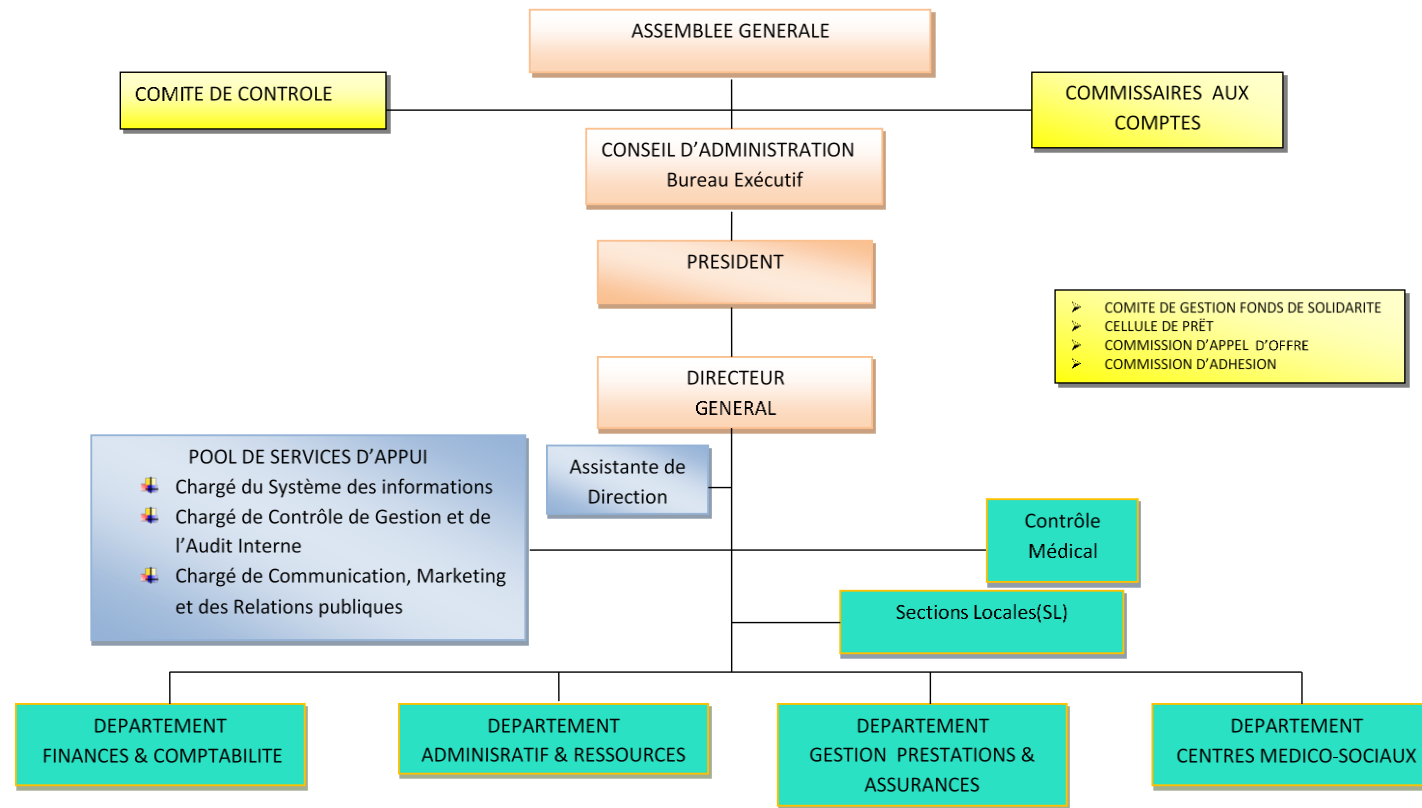 ASSEMBLEE GENERALE
COMITE DE CONTROLE
COMMISSAIRES AUX
COMPTES
CONSEIL D’ADMINISTRATION
Bureau Exécutif
PRESIDENT
COMITE DE GESTION FONDS DE SOLIDARITE
CELLULE DE PRËT
COMMISSION D’APPEL D’OFFRE
COMMISSION D’ADHESION
DIRECTEUR
GENERAL
POOL DE SERVICES D’APPUI
Chargé du Système des informations
Chargé de Contrôle de Gestion et de
l’Audit Interne
Chargé de Communication, Marketing
et des Relations publiques
Assistante de
Direction
Contrôle
Médical
Sections Locales(SL)
DEPARTEMENT
FINANCES & COMPTABILITE
DEPARTEMENT
ADMINISRATIF & RESSOURCES
DEPARTEMENT
GESTION PRESTATIONS &
ASSURANCES
DEPARTEMENT
CENTRES MEDICO-SOCIAUX